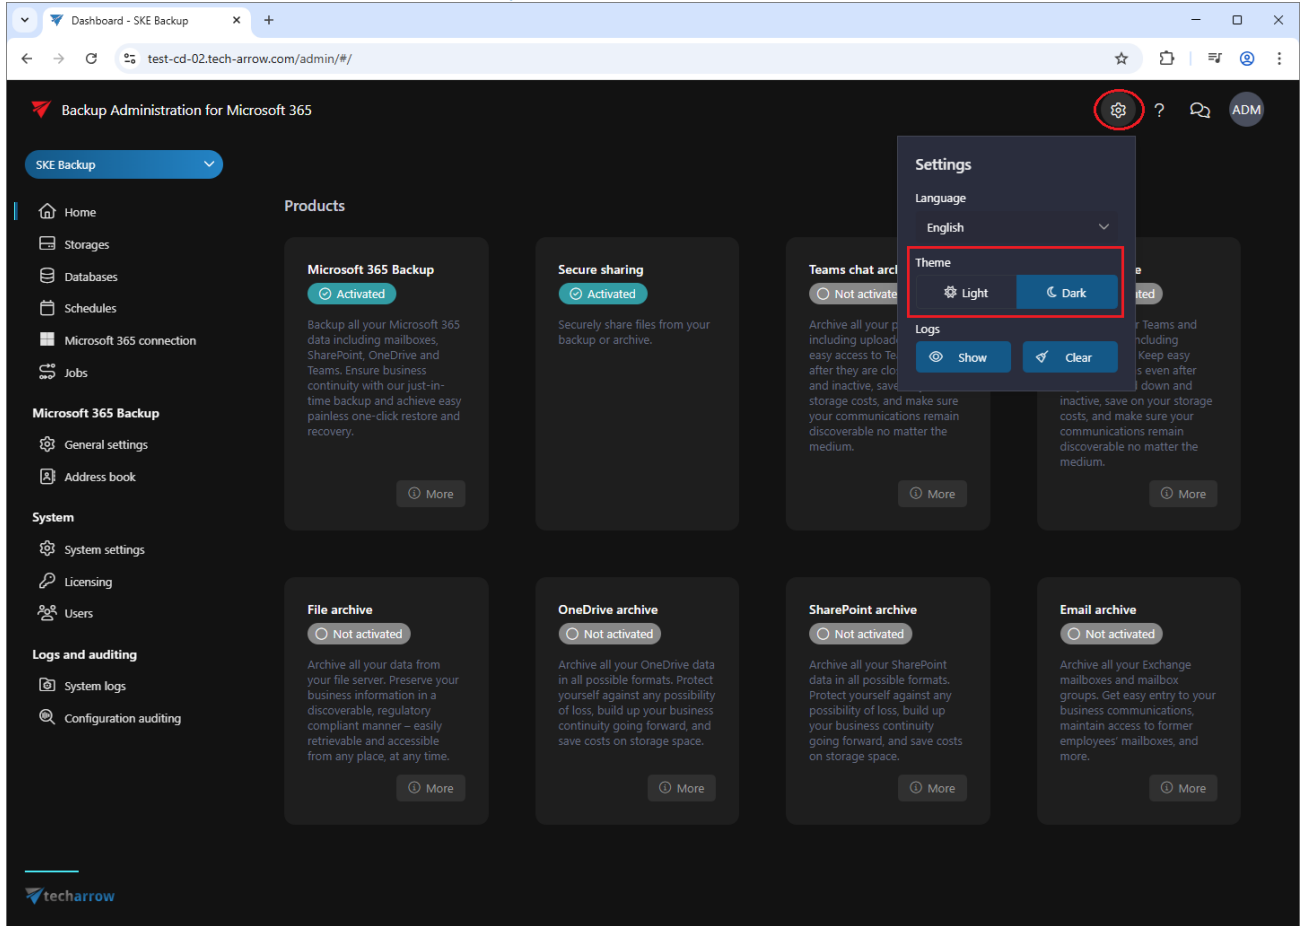 Dashboard - SKE Backup
test-cd-02.tech-arrow.com/admin/#/
Backup Administration for Microsoft 365
ADM
SKE Backup
Home
Storages
Databases
Schedules
Microsoft 365 connection
Jobs
Microsoft 365 Backup
General settings
Address book
System
System settings
Licensing
Users
Logs and auditing
System logs
Configuration auditing
techarrow
Settings
Language
English
Theme
Light
Dark
Logs
Show
Clear
Products
Microsoft 365 Backup
Activated
Backup all your Microsoft 365
data including mailboxes,
SharePoint, OneDrive and
Teams. Ensure business
continuity with our just-in-
time backup and achieve easy
painless one-click restore and
recovery.
More
Secure sharing
Activated
Securely share files from your
backup or archive.
Teams chat
Not activate
Archive all your
including
easy access to
after they are
and inactive, save
storage costs, and make sure
your communications remain
discoverable no matter the
medium.
More
Teams and
Keep easy
even after
down and
inactive, save on your storage
costs, and make sure your
communications remain
discoverable no matter the
medium.
More
File archive
Not activated
Archive all your data from
your file server. Preserve your
business information in a
discoverable, regulatory
compliant manner – easily
retrievable and accessible
from any place, at any time.
More
OneDrive archive
Not activated
Archive all your OneDrive data
in all possible formats. Protect
yourself against any possibility
of loss, build up your business
continuity going forward, and
save costs on storage space.
More
SharePoint archive
Not activated
Archive all your SharePoint
data in all possible formats.
Protect yourself against any
possibility of loss, build up
your business continuity
going forward, and save costs
on storage space.
More
Email archive
Not activated
Archive all your Exchange
mailboxes and mailbox
groups. Get easy entry to your
business communications,
maintain access to former
employees' mailboxes, and
more.
More